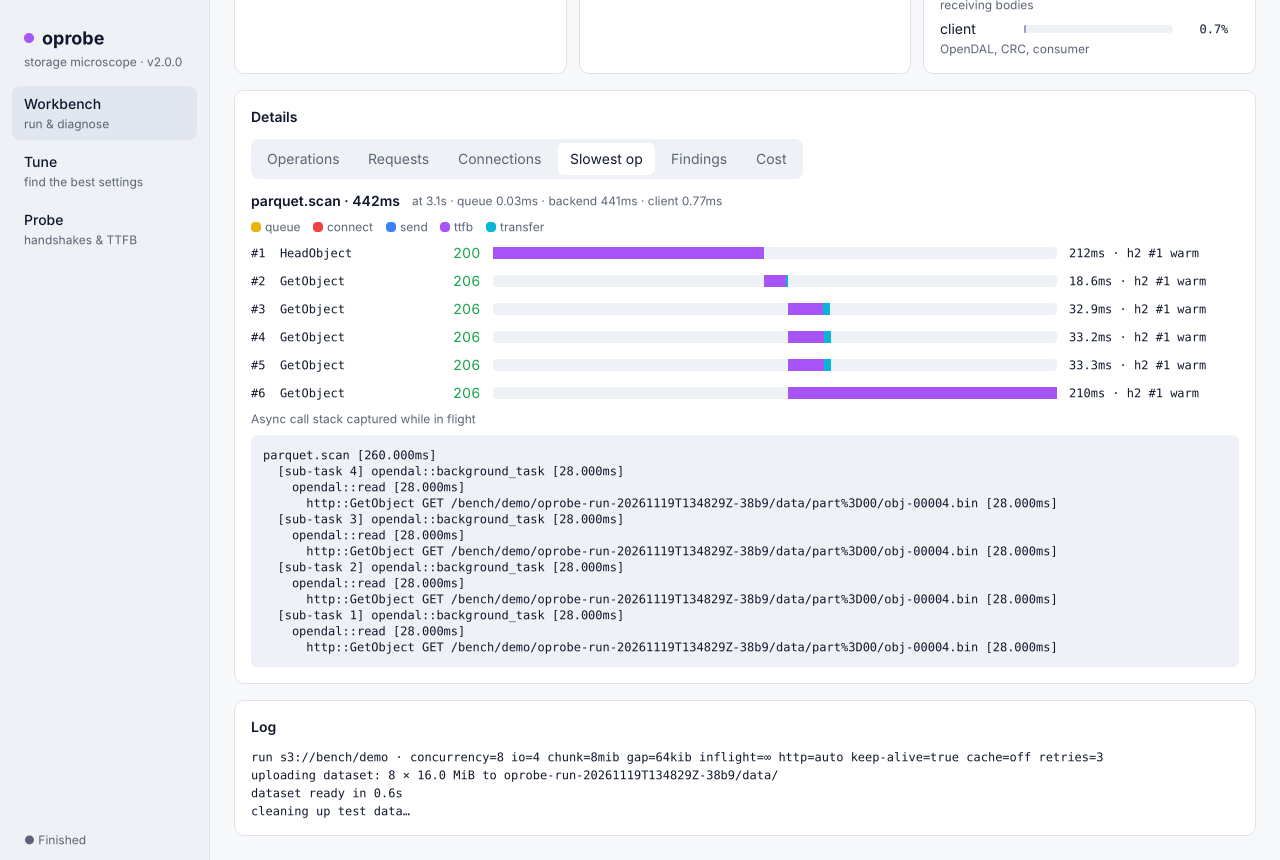 oprobe
storage microscope · v2.0.0
Workbench
run & diagnose
Tune
find the best settings
Probe
handshakes & TTFB
Finished
receiving bodies
client 0.7%
OpenDAL, CRC, consumer
Details
Operations Requests Connections Slowest op Findings Cost
parquet.scan · 442ms at 3.1s · queue 0.03ms · backend 441ms · client 0.77ms
queue connect send ttfb transfer
#1 HeadObject 200 212ms · h2 #1 warm
#2 GetObject 206 18.6ms · h2 #1 warm
#3 GetObject 206 32.9ms · h2 #1 warm
#4 GetObject 206 33.2ms · h2 #1 warm
#5 GetObject 206 33.3ms · h2 #1 warm
#6 GetObject 206 210ms · h2 #1 warm
Async call stack captured while in flight
parquet.scan [260.000ms]
[sub-task 4] opendal::background_task [28.000ms]
opendal::read [28.000ms]
http::GetObject GET /bench/demo/oprobe-run-20261119T134829Z-38b9/data/part%3D00/obj-00004.bin [28.000ms]
[sub-task 3] opendal::background_task [28.000ms]
opendal::read [28.000ms]
http::GetObject GET /bench/demo/oprobe-run-20261119T134829Z-38b9/data/part%3D00/obj-00004.bin [28.000ms]
[sub-task 2] opendal::background_task [28.000ms]
opendal::read [28.000ms]
http::GetObject GET /bench/demo/oprobe-run-20261119T134829Z-38b9/data/part%3D00/obj-00004.bin [28.000ms]
[sub-task 1] opendal::background_task [28.000ms]
opendal::read [28.000ms]
http::GetObject GET /bench/demo/oprobe-run-20261119T134829Z-38b9/data/part%3D00/obj-00004.bin [28.000ms]
Log
run s3://bench/demo · concurrency=8 io=4 chunk=8mib gap=64kib inflight=∞ http=auto keep-alive=true cache=off retries=3
uploading dataset: 8 × 16.0 MiB to oprobe-run-20261119T134829Z-38b9/data/
dataset ready in 0.6s
cleaning up test data…